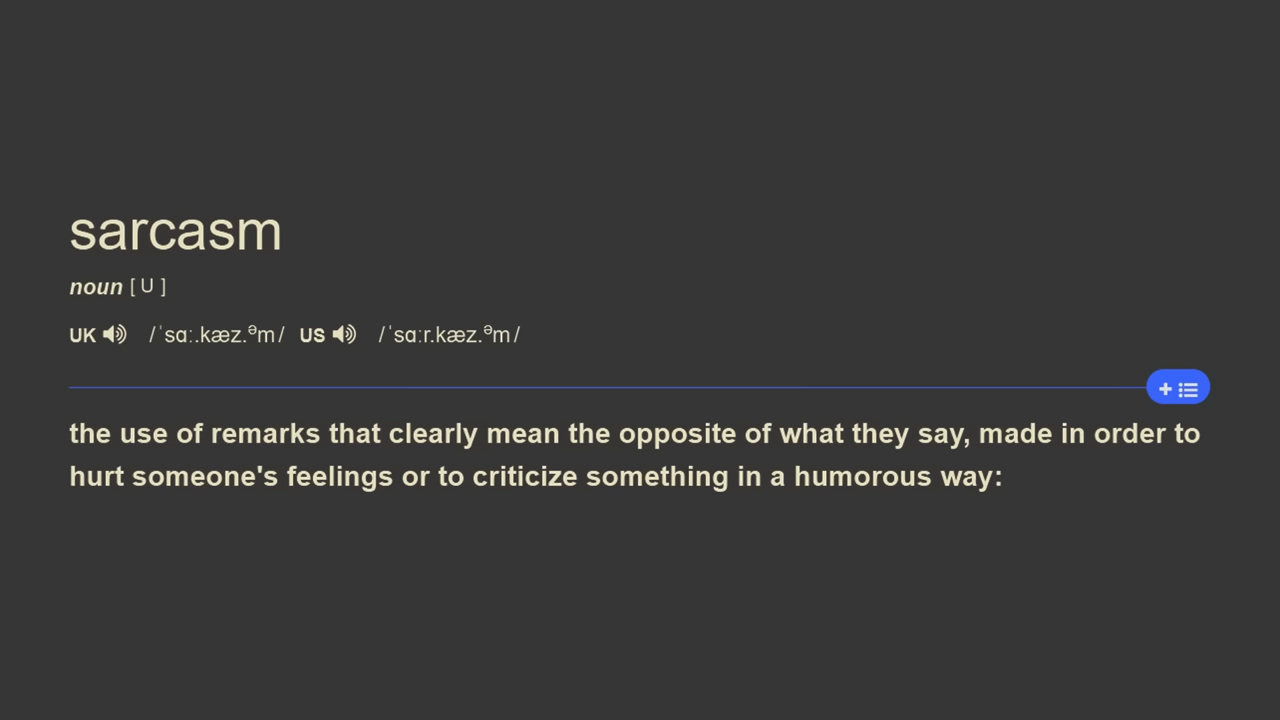 sarcasm
noun [ U ]
UK /ˈsɑː.kæz.ᵊm/ US /ˈsɑːr.kæz.ᵊm/
the use of remarks that clearly mean the opposite of what they say, made in order to
hurt someone's feelings or to criticize something in a humorous way: